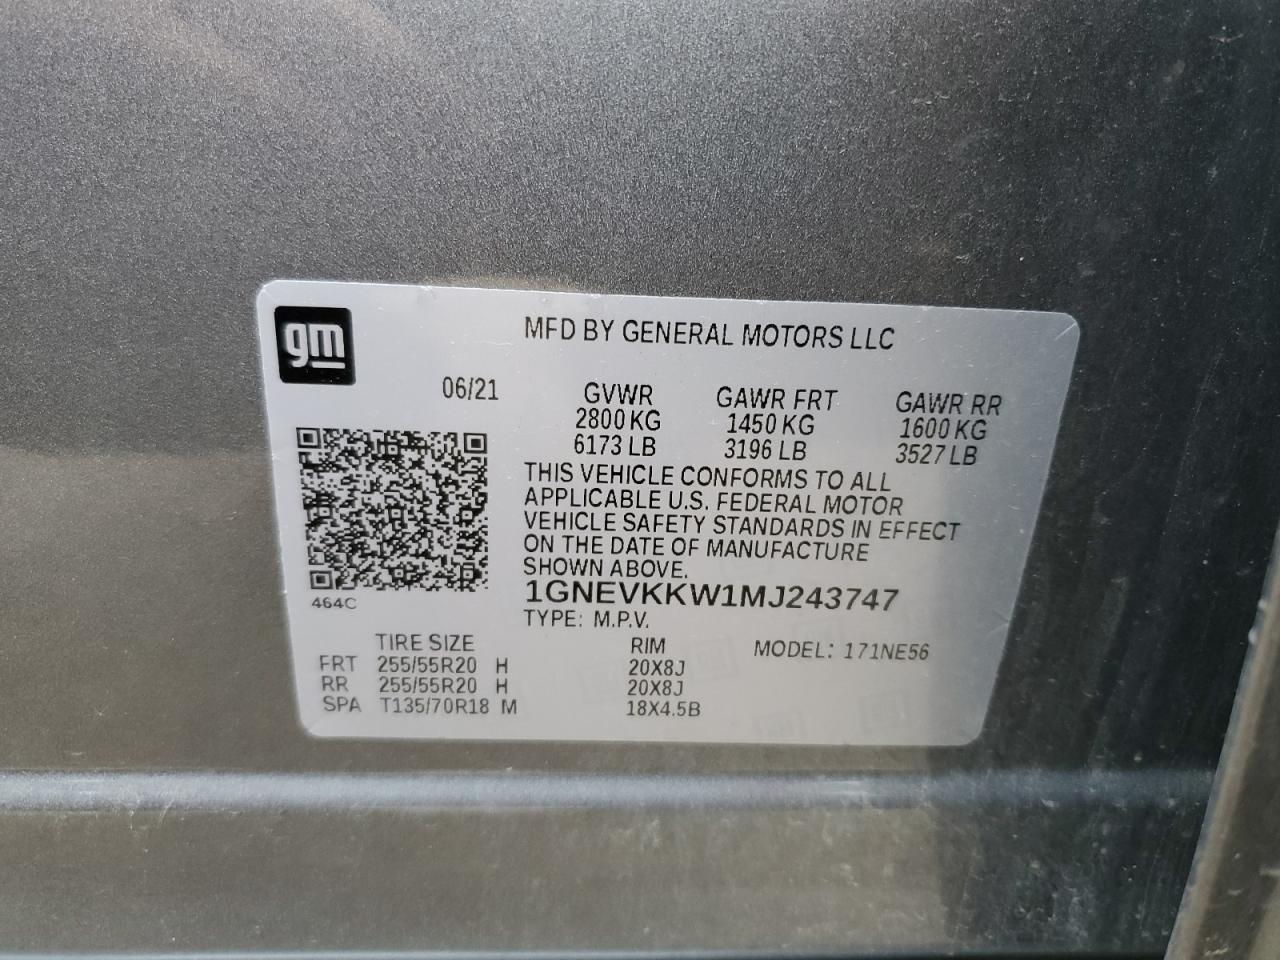 gm
MFD BY GENERAL MOTORS LLC
06/21 GVWR GAWR FRT GAWR RR
2800 KG 1450 KG 1600 KG
6173 LB 3196 LB 3527 LB
THIS VEHICLE CONFORMS TO ALL
APPLICABLE U.S. FEDERAL MOTOR
VEHICLE SAFETY STANDARDS IN EFFECT
ON THE DATE OF MANUFACTURE
SHOWN ABOVE.
464C
1GNEVKKW1MJ243747
TYPE: M.P.V.
TIRE SIZE RIM MODEL: 171NE56
FRT 255/55R20 H 20X8J
RR 255/55R20 H 20X8J
SPA T135/70R18 M 18X4.5B